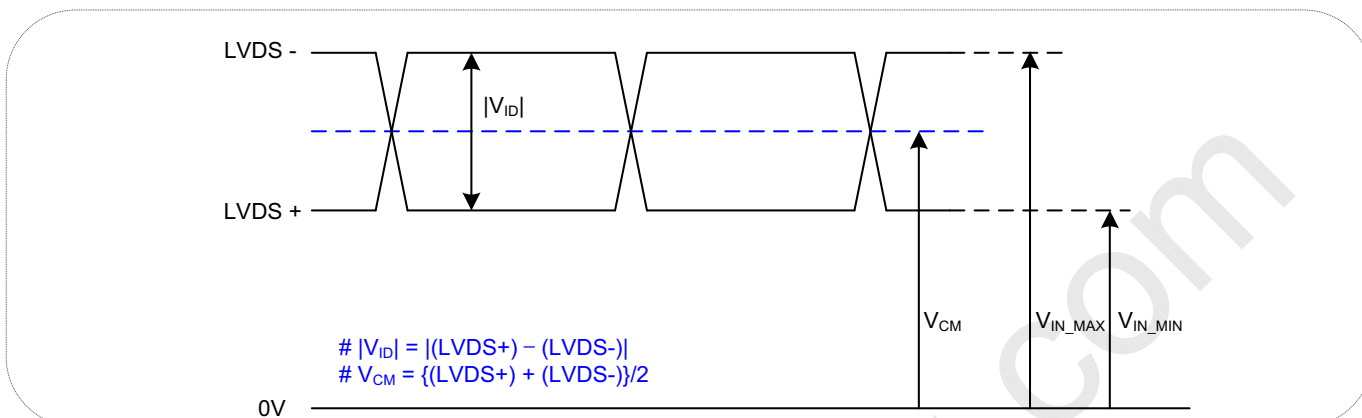 LVDS -
|VID|
LVDS +
VCM
VIN_MAX
VIN_MIN
# |VID| = |(LVDS+) – (LVDS-)|
# VCM = {(LVDS+) + (LVDS-)}/2
0V
com